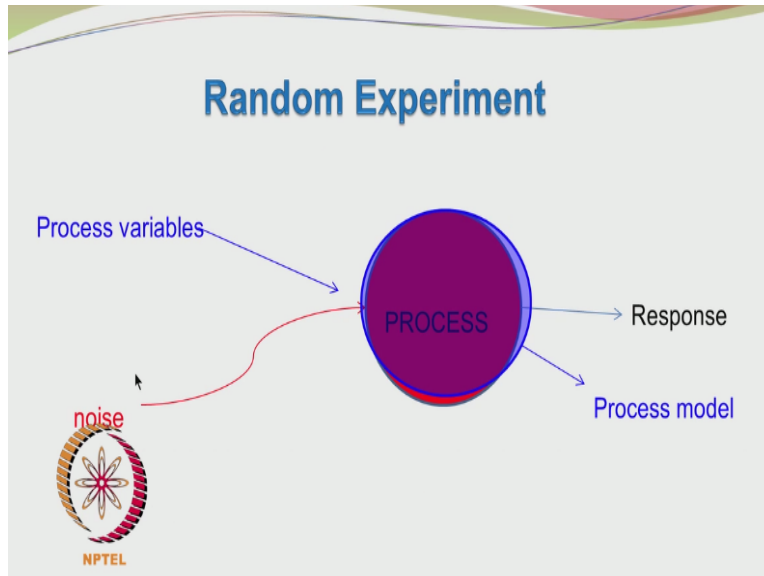 Random Experiment
Process variables
PROCESS
Response
Process model
noise
NPTEL